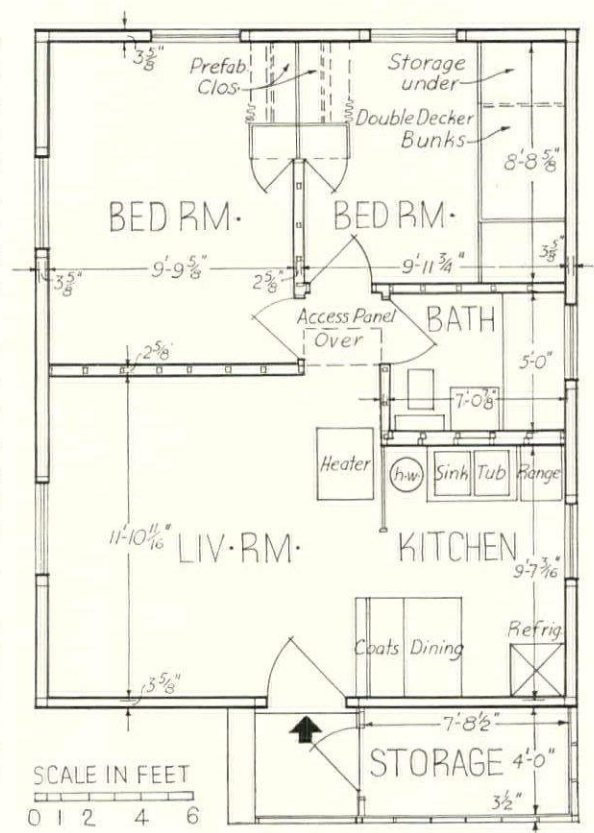 3 5/8"
Prefab
Clos.
Storage
under
Double Decker
Bunks
8'-8 5/8"
BED RM.
BED RM.
3 5/8"
9'-9 5/8"
2 5/8"
9'-11 3/4"
3 5/8"
Access Panel
Over
BATH
2 5/8"
5'-0"
7'-0 7/8"
Heater
h.w.
Sink
Tub
Range
11'-10 11/16"
LIV. RM.
KITCHEN
9'-7 3/16"
Refrig.
Coats
Dining
3 5/8"
7'-8 1/2"
STORAGE
4'-0"
3 1/2"
SCALE IN FEET
0 1 2 4 6